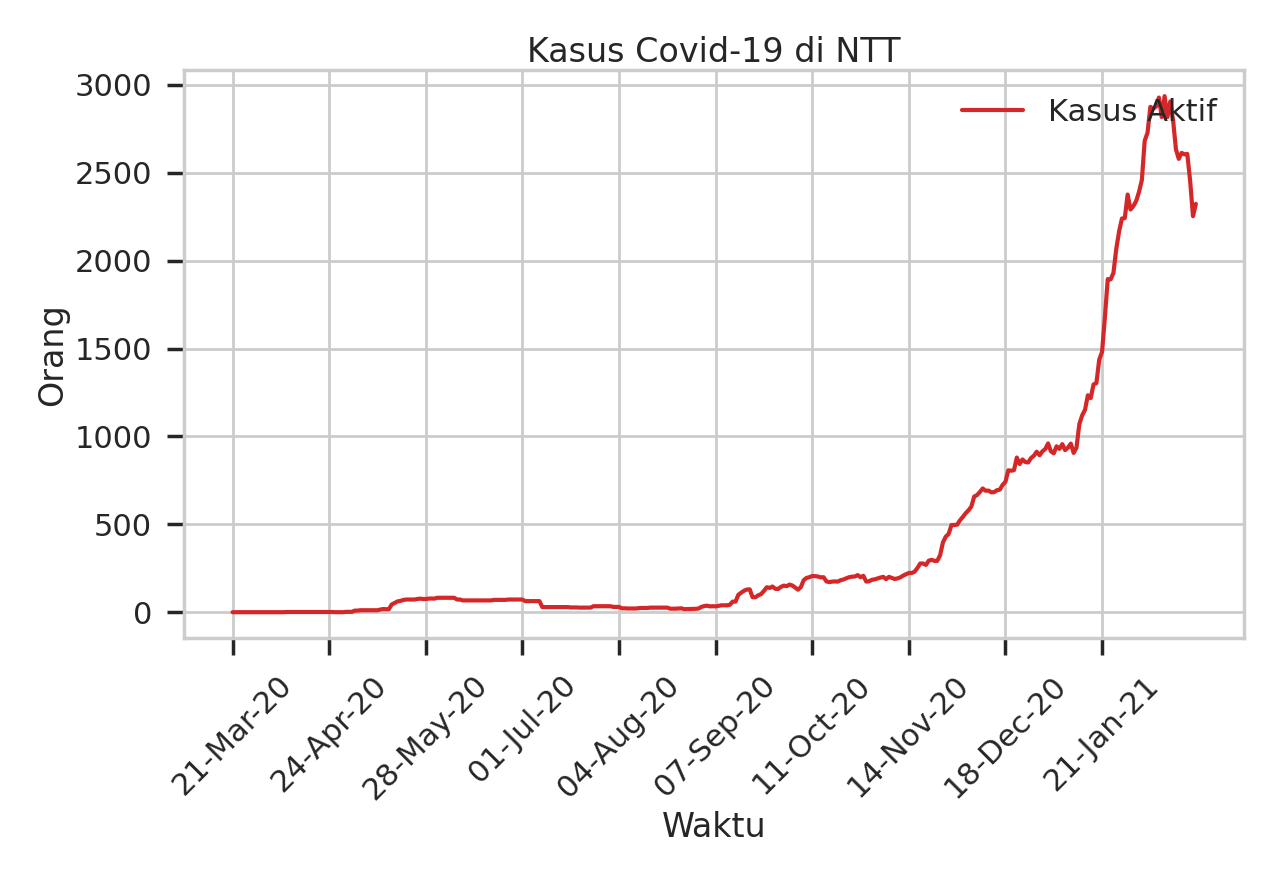 Kasus Covid-19 di NTT
Kasus Aktif
3000
2500
2000
1500
1000
500
0
Orang
21-Mar-20
24-Apr-20
28-May-20
01-Jul-20
04-Aug-20
07-Sep-20
11-Oct-20
14-Nov-20
18-Dec-20
21-Jan-21
Waktu